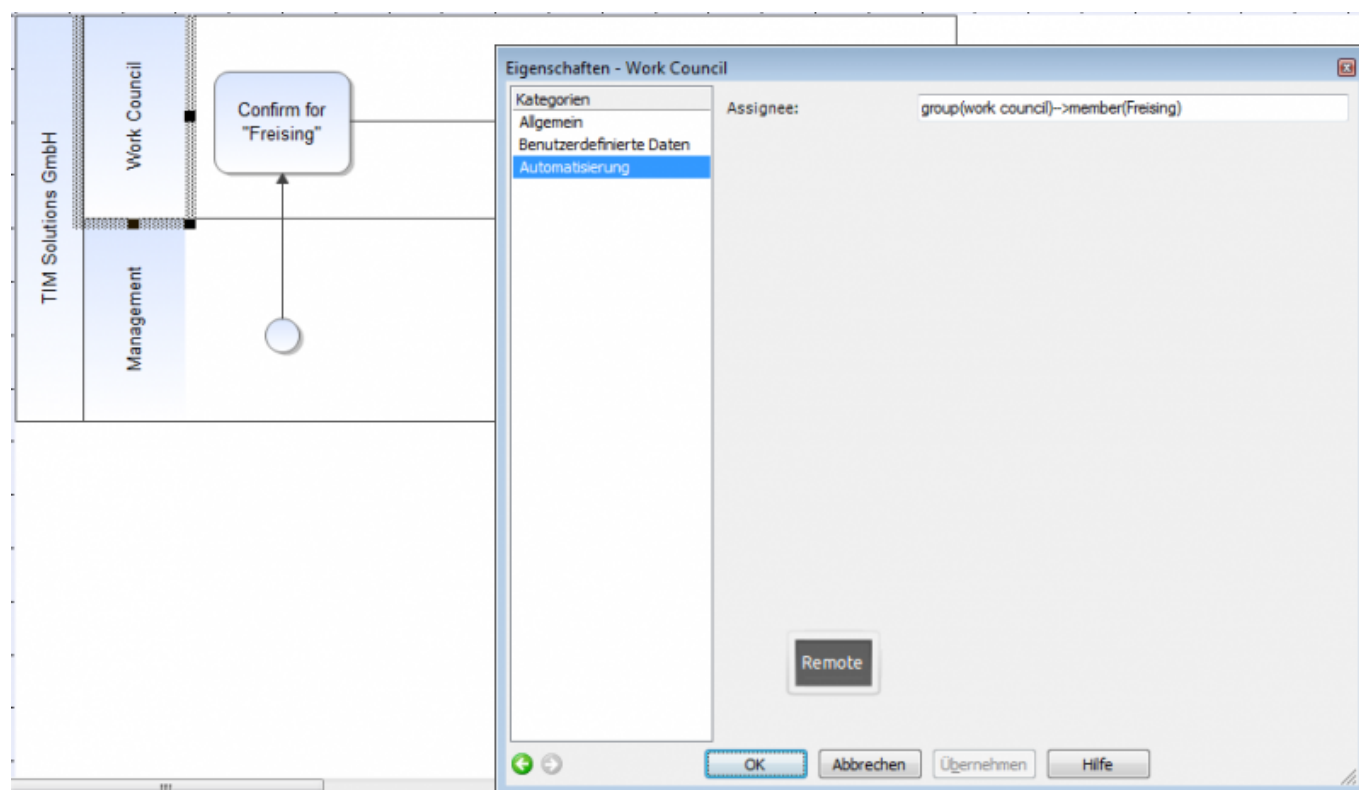 TIM Solutions GmbH
Work Council
Management
Confirm for
"Freising"
Eigenschaften - Work Council
Kategorien
Allgemein
Benutzerdefinierte Daten
Automatisierung
Assignee:
group(work council)-->member(Freising)
Remote
OK
Abbrechen
Übernehmen
Hilfe